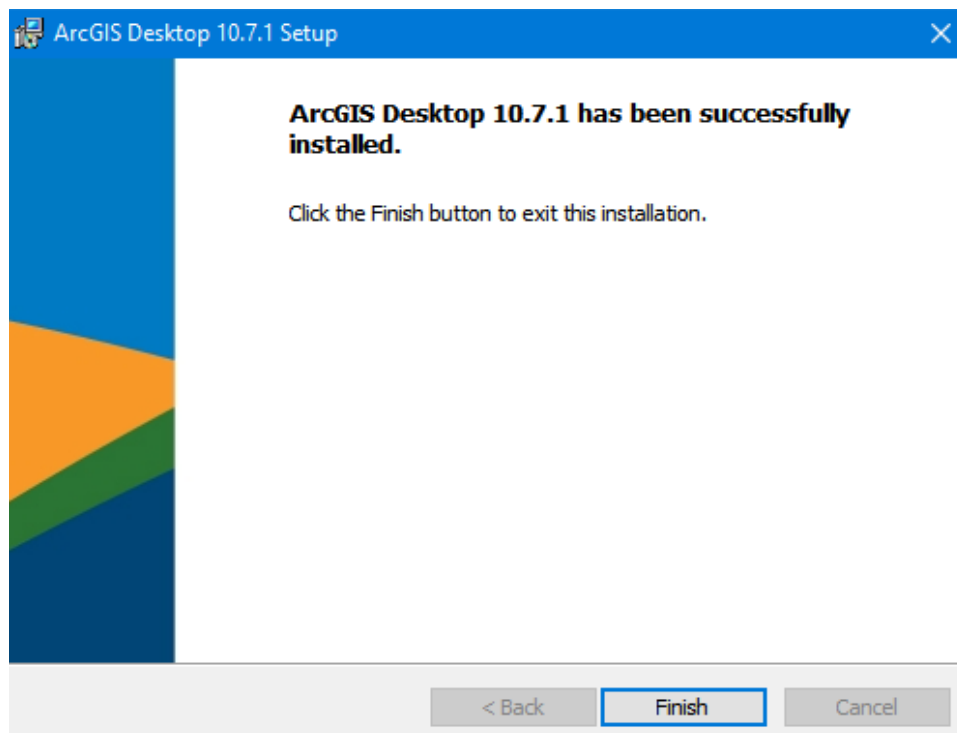 ArcGIS Desktop 10.7.1 Setup
ArcGIS Desktop 10.7.1 has been successfully
installed.
Click the Finish button to exit this installation.
< Back
Finish
Cancel